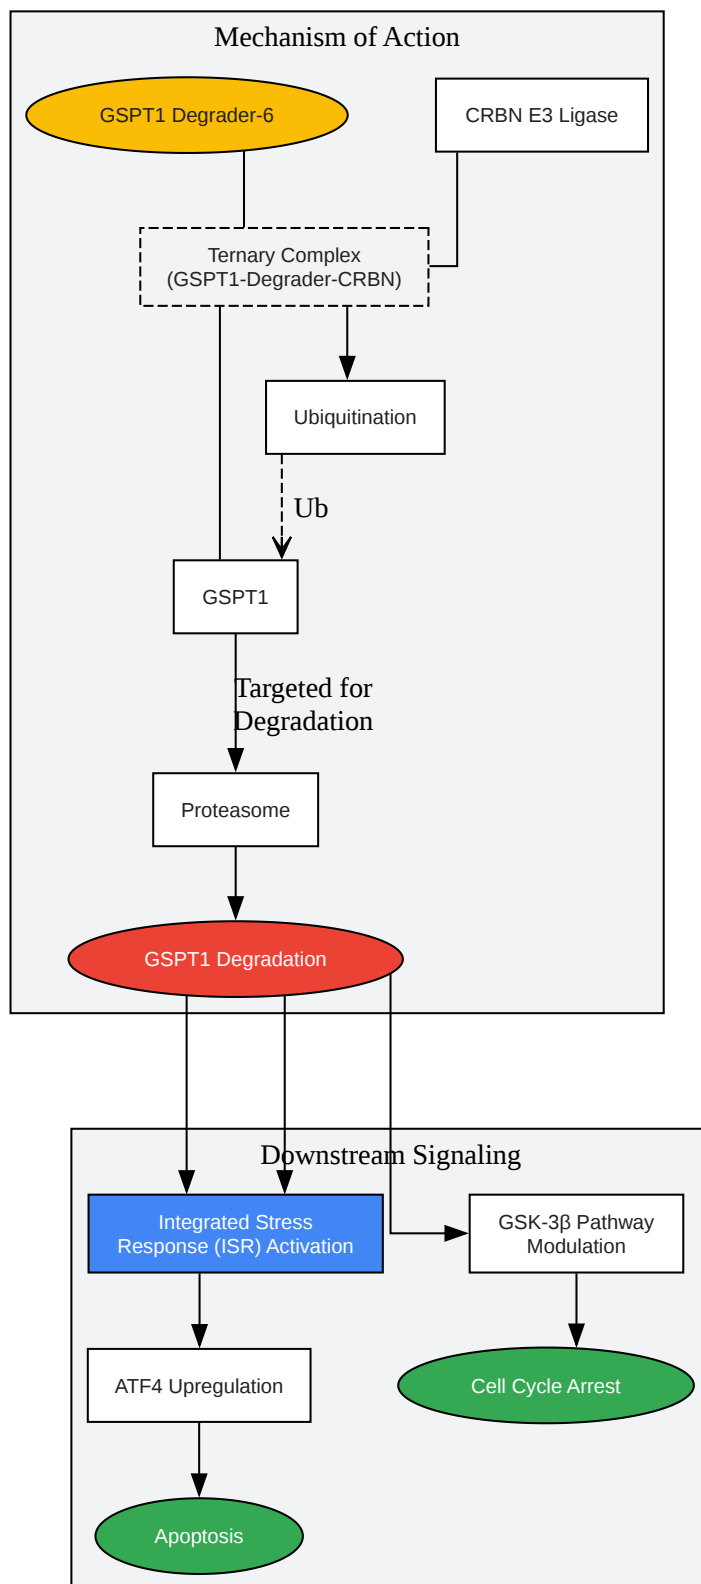 Mechanism of Action
GSPT1 Degrader-6
CRBN E3 Ligase
Ternary Complex
(GSPT1-Degrader-CRBN)
Ubiquitination
Ub
GSPT1
Targeted for
Degradation
Proteasome
GSPT1 Degradation
Downstream Signaling
Integrated Stress
Response (ISR) Activation
GSK-3β Pathway
Modulation
ATF4 Upregulation
Cell Cycle Arrest
Apoptosis